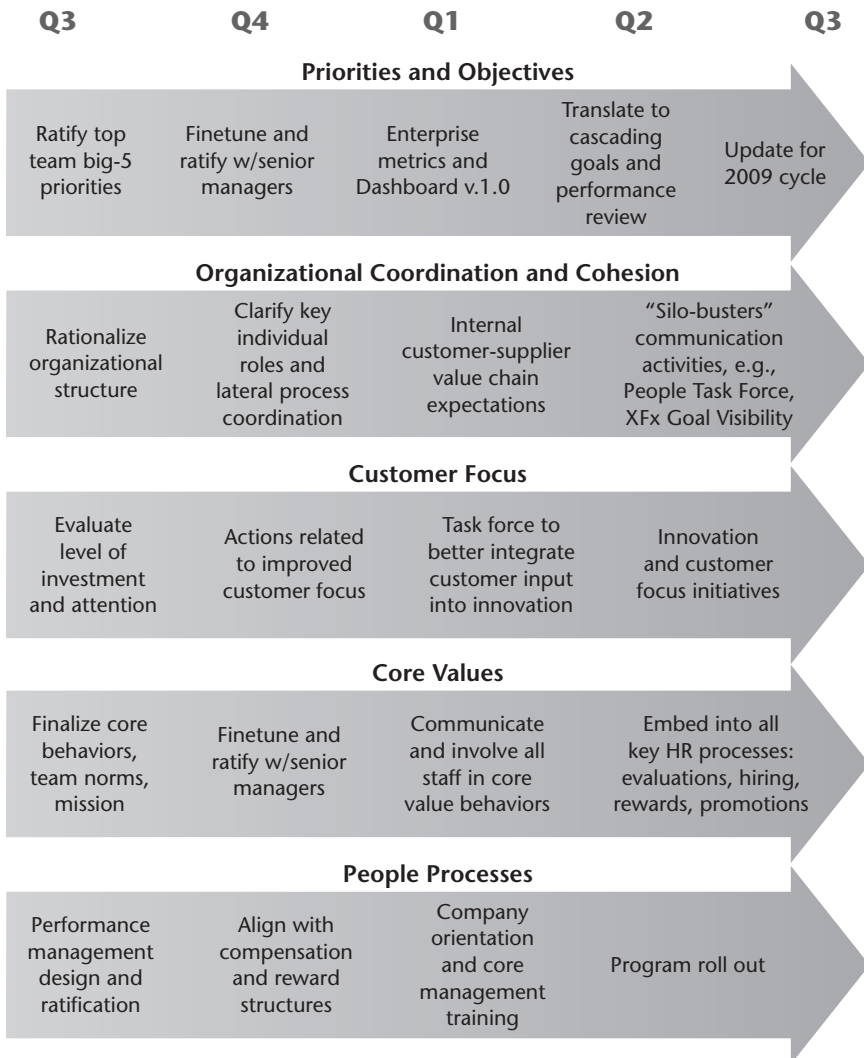 Q3 Q4 Q1 Q2 Q3
Priorities and Objectives
Ratify top
team big-5
priorities
Finetune and
ratify w/senior
managers
Enterprise
metrics and
Dashboard v.1.0
Translate to
cascading
goals and
performance
review
Update for
2009 cycle
Organizational Coordination and Cohesion
Rationalize
organizational
structure
Clarify key
individual
roles and
lateral process
coordination
Internal
customer-supplier
value chain
expectations
“Silo-busters”
communication
activities, e.g.,
People Task Force,
XFx Goal Visibility
Customer Focus
Evaluate
level of
investment
and attention
Actions related
to improved
customer focus
Task force to
better integrate
customer input
into innovation
Innovation
and customer
focus initiatives
Core Values
Finalize core
behaviors,
team norms,
mission
Finetune and
ratify w/senior
managers
Communicate
and involve all
staff in core
value behaviors
Embed into all
key HR processes:
evaluations, hiring,
rewards, promotions
People Processes
Performance
management
design and
ratification
Align with
compensation
and reward
structures
Company
orientation
and core
management
training
Program roll out